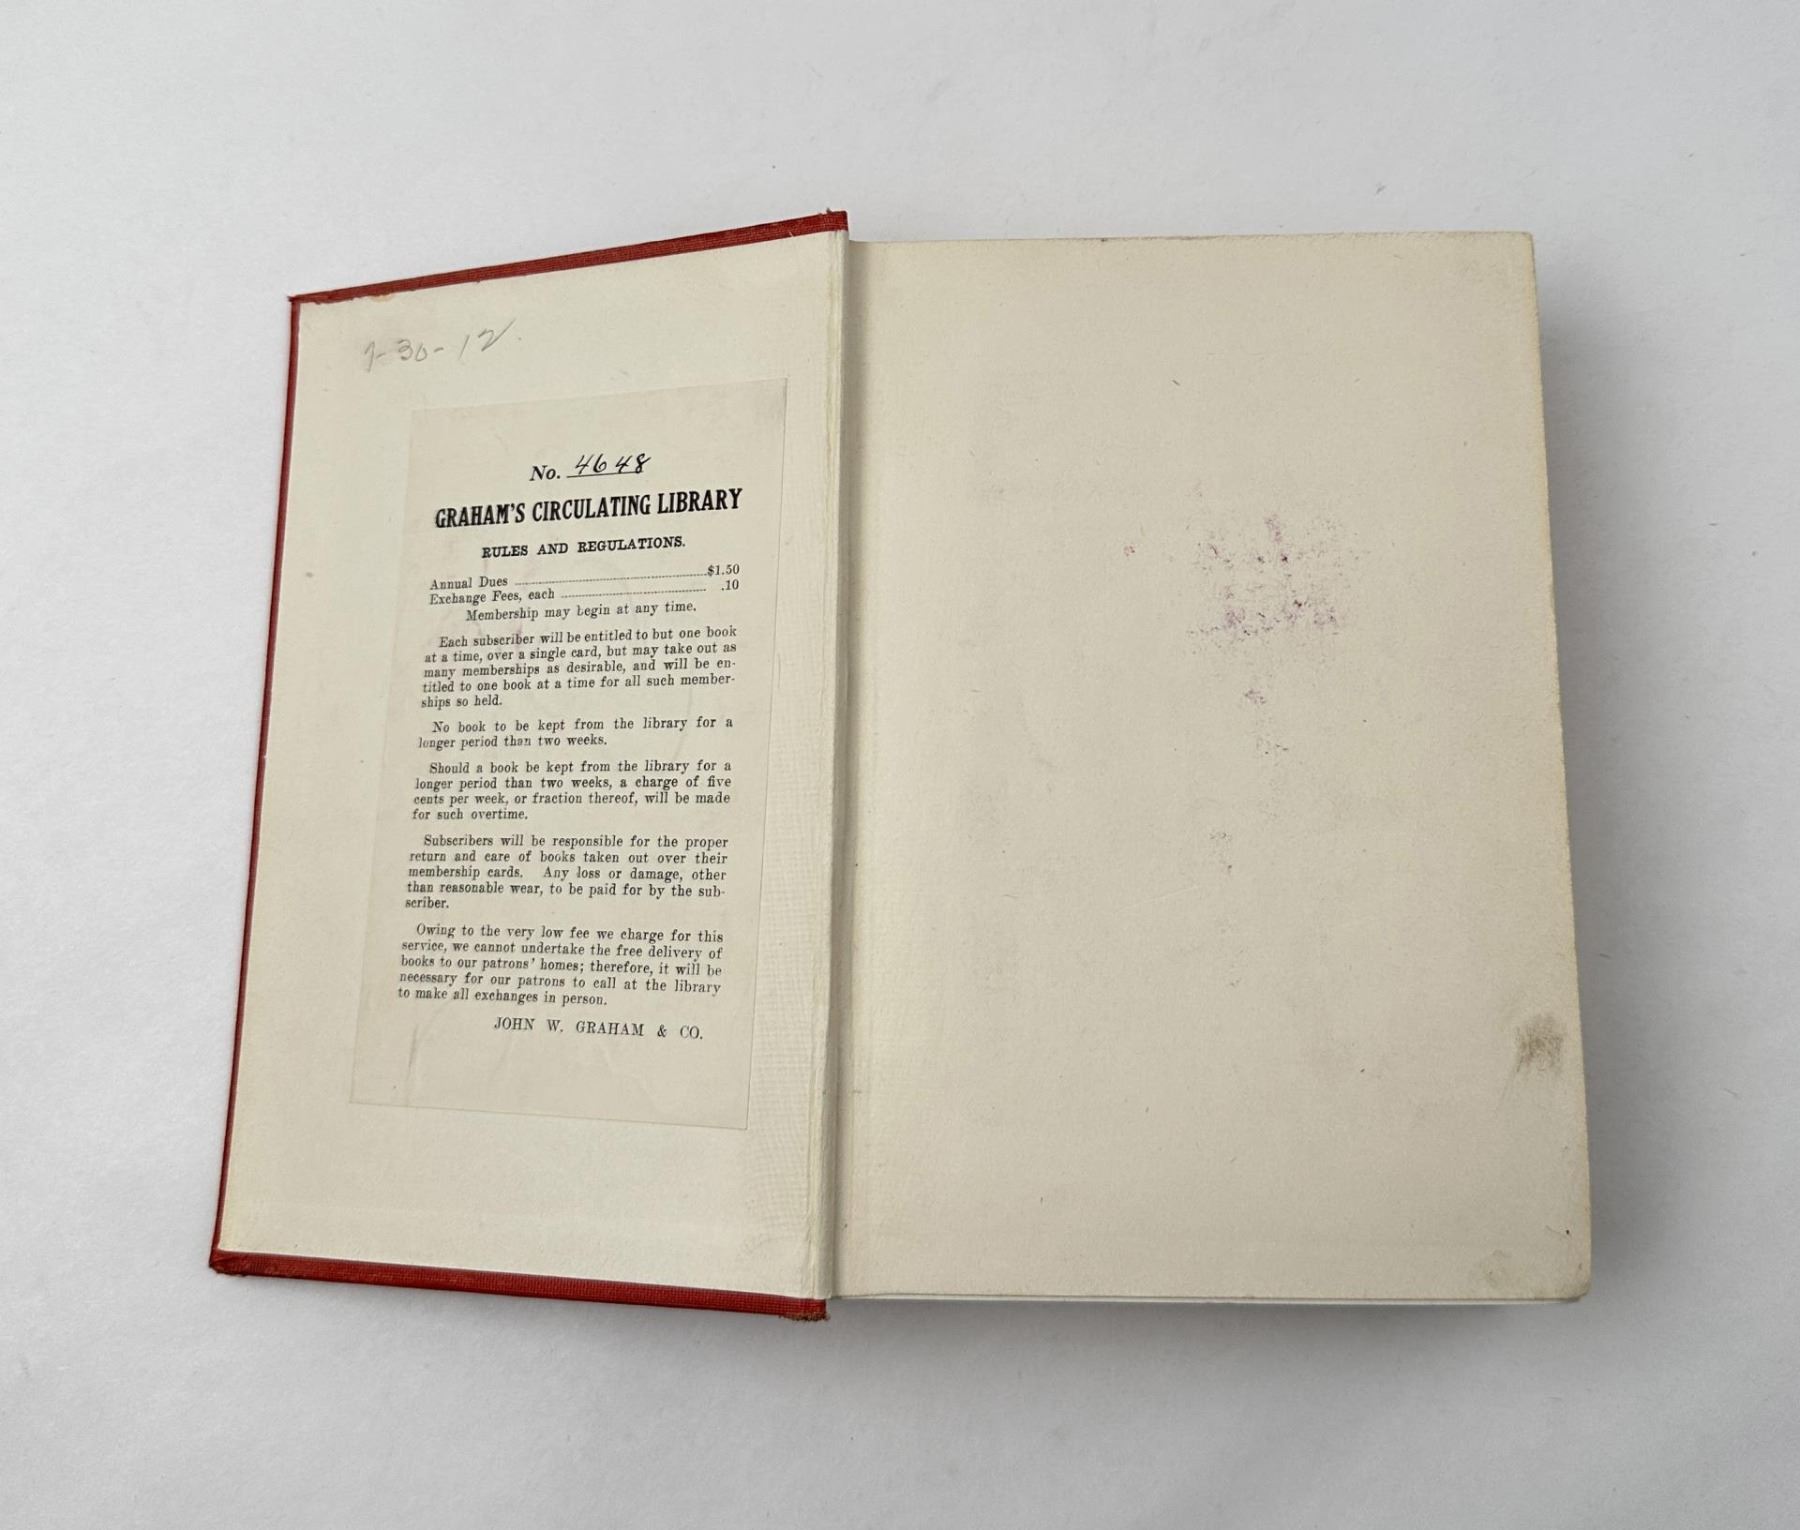 7-30-12.
No. 4648
GRAHAM'S CIRCULATING LIBRARY
RULES AND REGULATIONS.
Annual Dues ........ $1.50
Exchange Fees, each ........ .10
Membership may begin at any time.
Each subscriber will be entitled to but one book
at a time, over a single card, but may take out as
many memberships as desirable, and will be en-
titled to one book at a time for all such member-
ships so held.
No book to be kept from the library for a
longer period than two weeks.
Should a book be kept from the library for a
longer period than two weeks, a charge of five
cents per week, or fraction thereof, will be made
for such overtime.
Subscribers will be responsible for the proper
return and care of books taken out over their
membership cards. Any loss or damage, other
than reasonable wear, to be paid for by the sub-
scriber.
Owing to the very low fee we charge for this
service, we cannot undertake the free delivery of
books to our patrons' homes; therefore, it will be
necessary for our patrons to call at the library
to make all exchanges in person.
JOHN W. GRAHAM & CO.